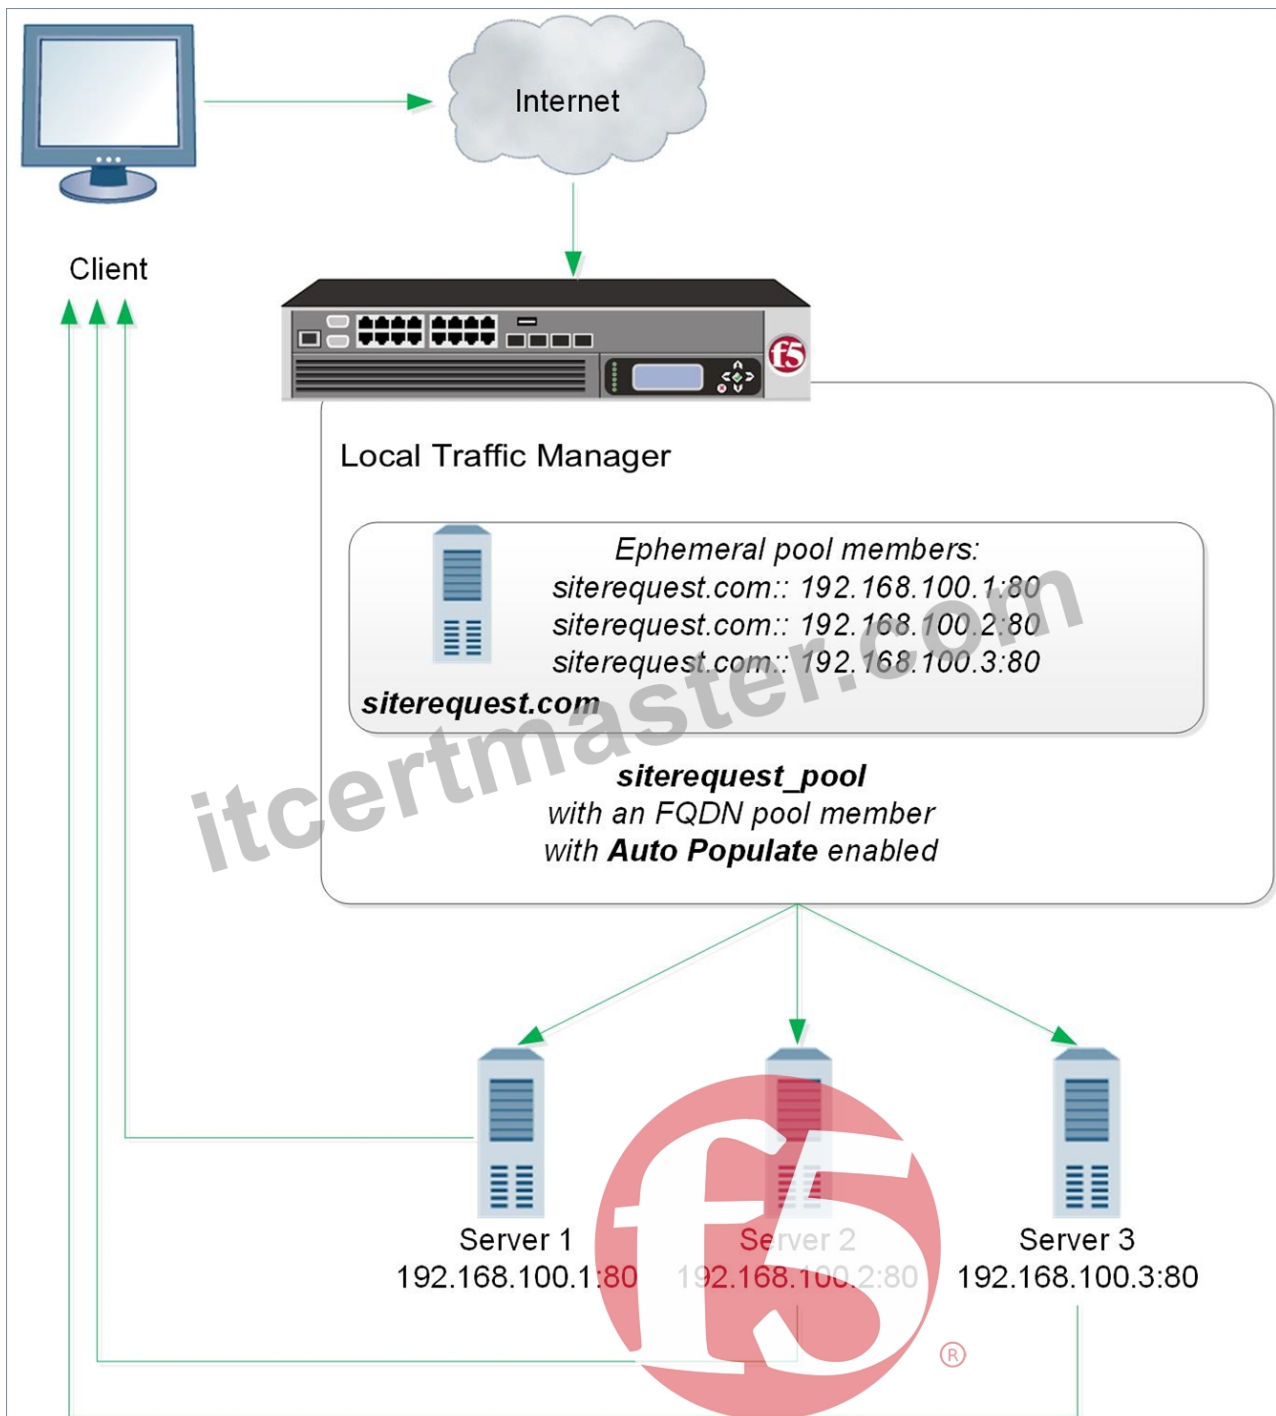 Internet
Client
f5
Local Traffic Manager
Ephemeral pool members:
siterequest.com:: 192.168.100.1:80
siterequest.com:: 192.168.100.2:80
siterequest.com:: 192.168.100.3:80
siterequest.com
itcertmaster.com
siterequest_pool
with an FQDN pool member
with Auto Populate enabled
Server 1
192.168.100.1:80
Server 2
192.168.100.2:80
Server 3
192.168.100.3:80
f5
®